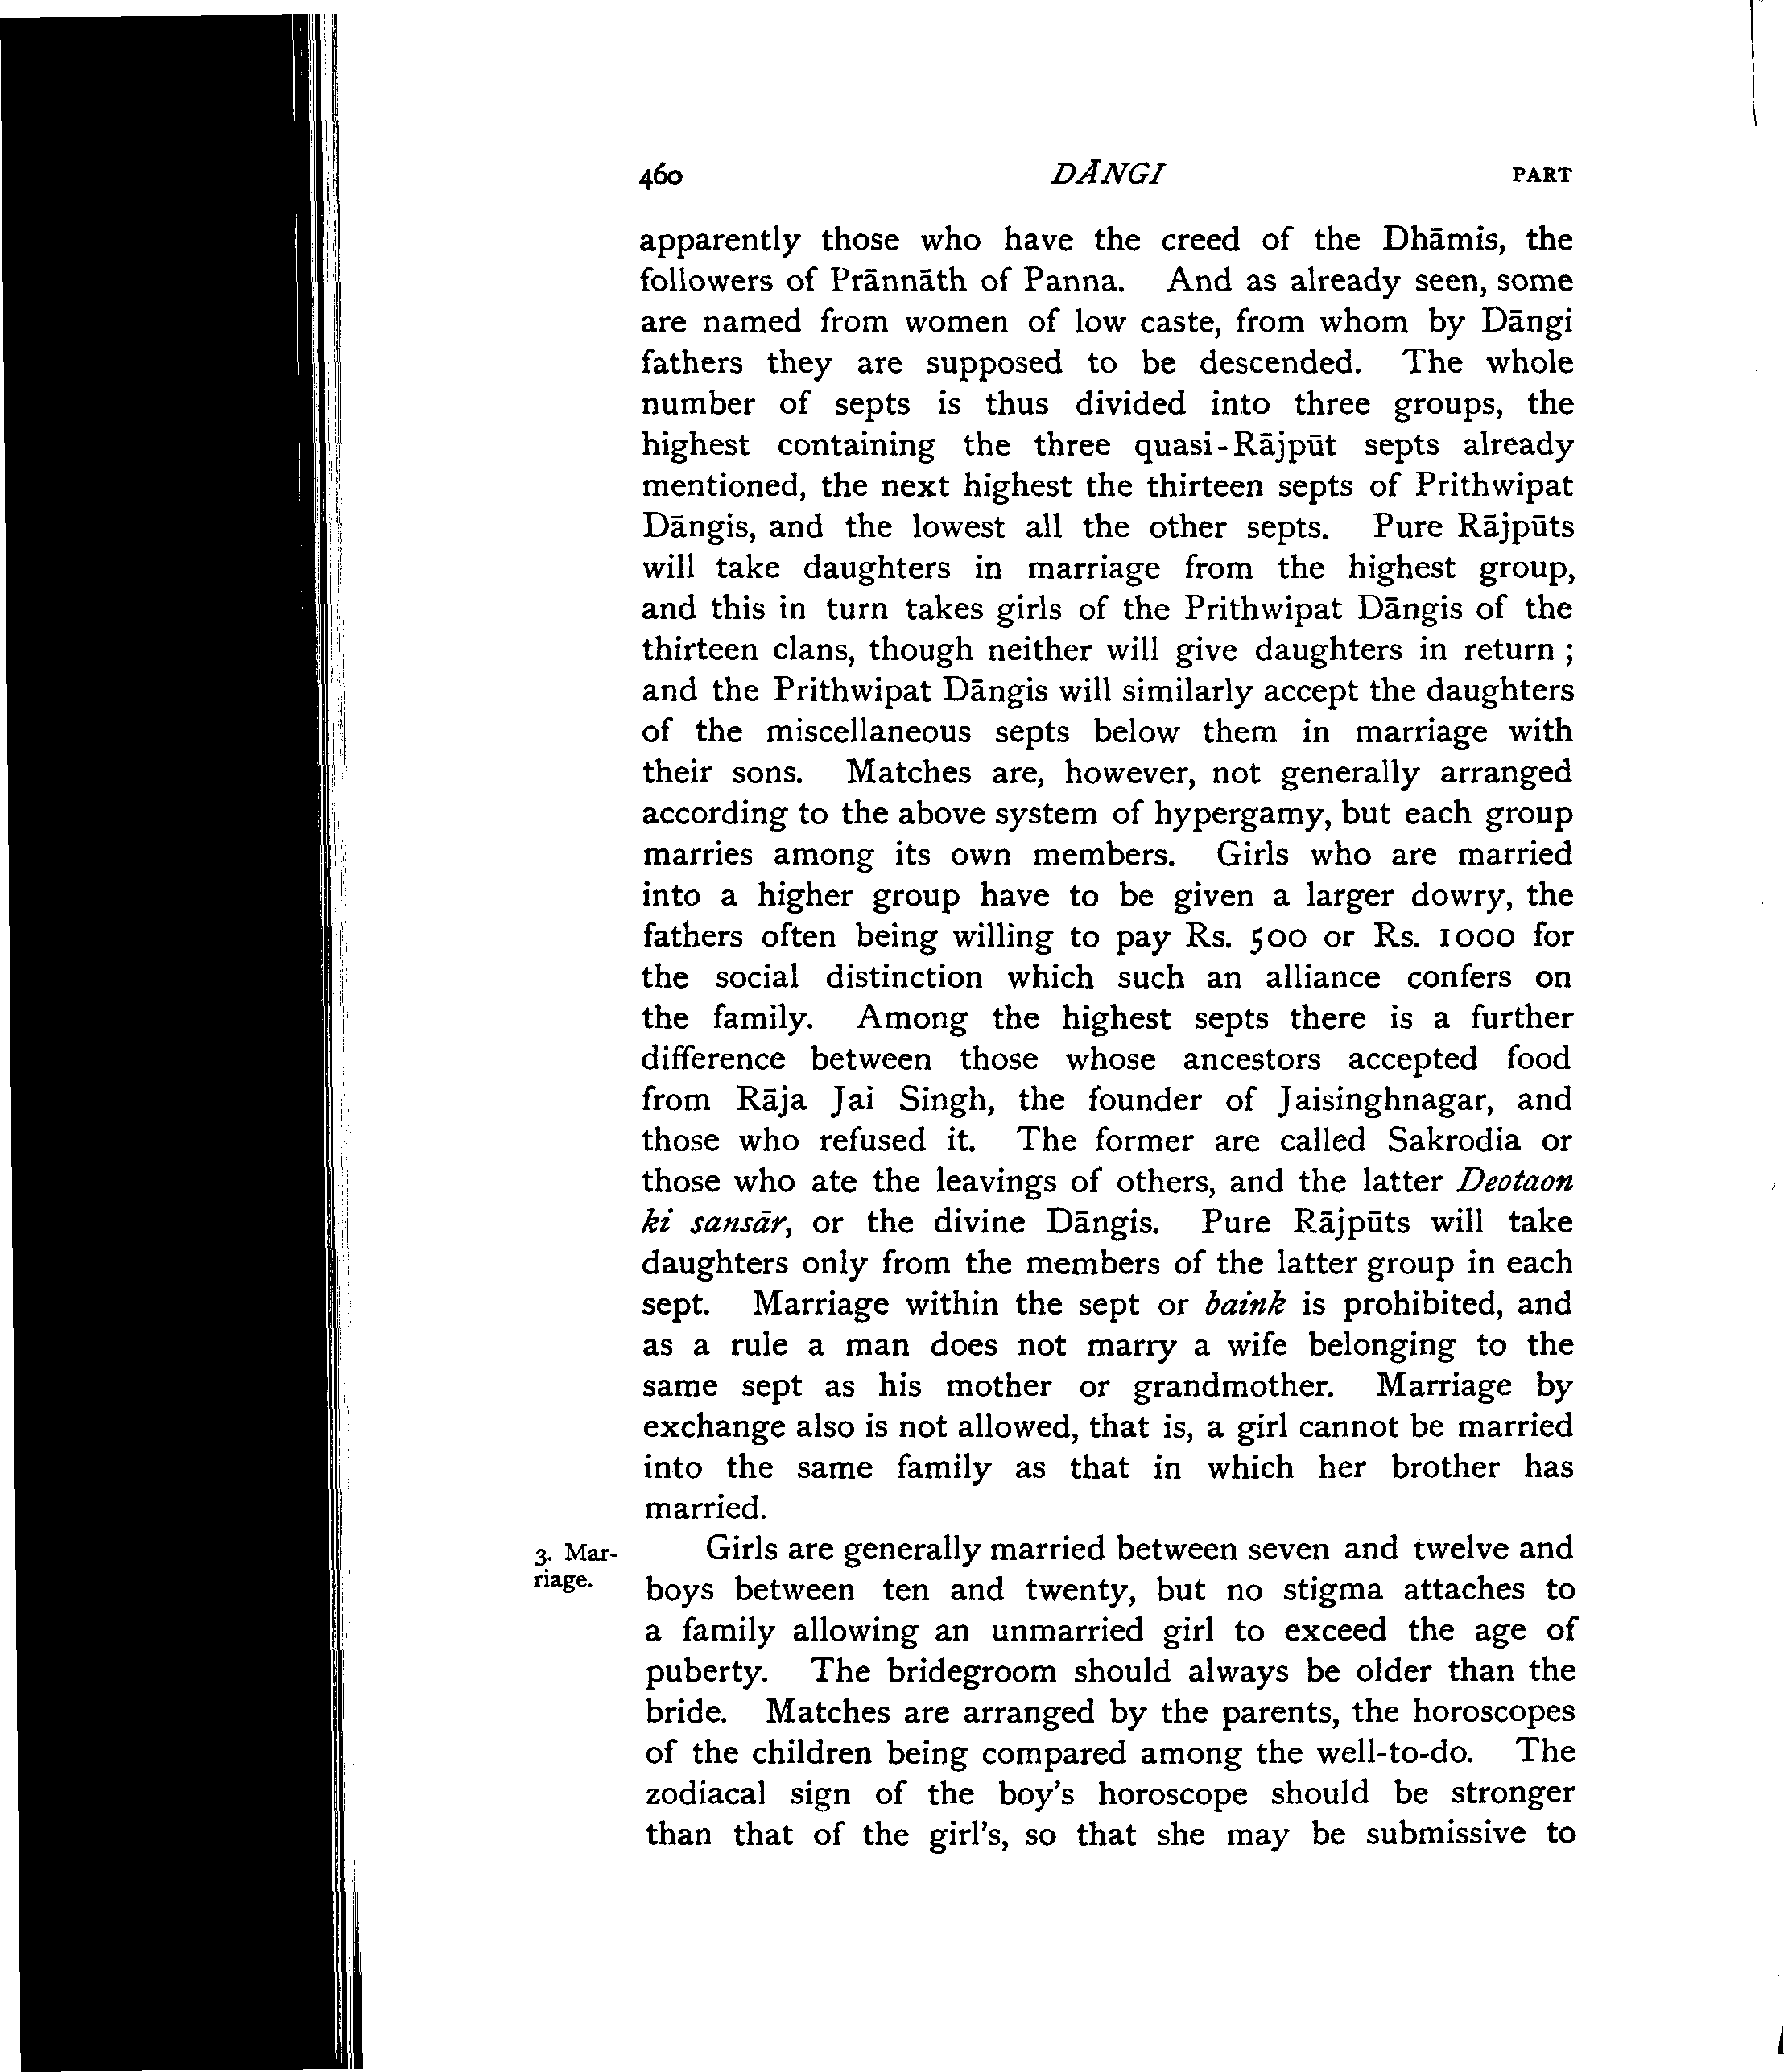 460 DĀNGI PART
apparently those who have the creed of the Dhāmis, the
followers of Prānnāth of Panna. And as already seen, some
are named from women of low caste, from whom by Dāngi
fathers they are supposed to be descended. The whole
number of septs is thus divided into three groups, the
highest containing the three quasi-Rājpūt septs already
mentioned, the next highest the thirteen septs of Prithwipat
Dāngis, and the lowest all the other septs. Pure Rājpūts
will take daughters in marriage from the highest group,
and this in turn takes girls of the Prithwipat Dāngis of the
thirteen clans, though neither will give daughters in return ;
and the Prithwipat Dāngis will similarly accept the daughters
of the miscellaneous septs below them in marriage with
their sons. Matches are, however, not generally arranged
according to the above system of hypergamy, but each group
marries among its own members. Girls who are married
into a higher group have to be given a larger dowry, the
fathers often being willing to pay Rs. 500 or Rs. 1000 for
the social distinction which such an alliance confers on
the family. Among the highest septs there is a further
difference between those whose ancestors accepted food
from Rāja Jai Singh, the founder of Jaisinghnagar, and
those who refused it. The former are called Sakrodia or
those who ate the leavings of others, and the latter Deotaon
ki sansār, or the divine Dāngis. Pure Rājpūts will take
daughters only from the members of the latter group in each
sept. Marriage within the sept or baink is prohibited, and
as a rule a man does not marry a wife belonging to the
same sept as his mother or grandmother. Marriage by
exchange also is not allowed, that is, a girl cannot be married
into the same family as that in which her brother has
married.
3. Mar-
riage.
Girls are generally married between seven and twelve and
boys between ten and twenty, but no stigma attaches to
a family allowing an unmarried girl to exceed the age of
puberty. The bridegroom should always be older than the
bride. Matches are arranged by the parents, the horoscopes
of the children being compared among the well-to-do. The
zodiacal sign of the boy's horoscope should be stronger
than that of the girl's, so that she may be submissive to